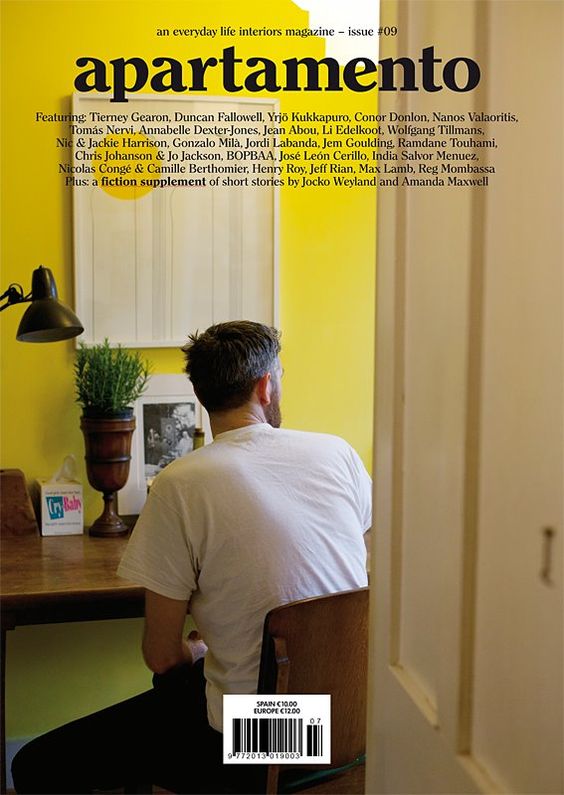 an everyday life interiors magazine – issue #09
apartamento
Featuring: Tierney Gearon, Duncan Fallowell, Yrjö Kukkapuro, Conor Donlon, Nanos Valaoritis,
Tomás Nervi, Annabelle Dexter-Jones, Jean Abou, Li Edelkoot, Wolfgang Tillmans,
Nic & Jackie Harrison, Gonzalo Milà, Jordi Labanda, Jem Goulding, Ramdane Touhami,
Chris Johanson & Jo Jackson, BOPBAA, José León Cerillo, India Salvor Menuez,
Nicolas Congé & Camille Berthomier, Henry Roy, Jeff Rian, Max Lamb, Reg Mombassa
Plus: a fiction supplement of short stories by Jocko Weyland and Amanda Maxwell
Cry Baby
SPAIN €10.00
EUROPE €12.00
07
9 772013 019003